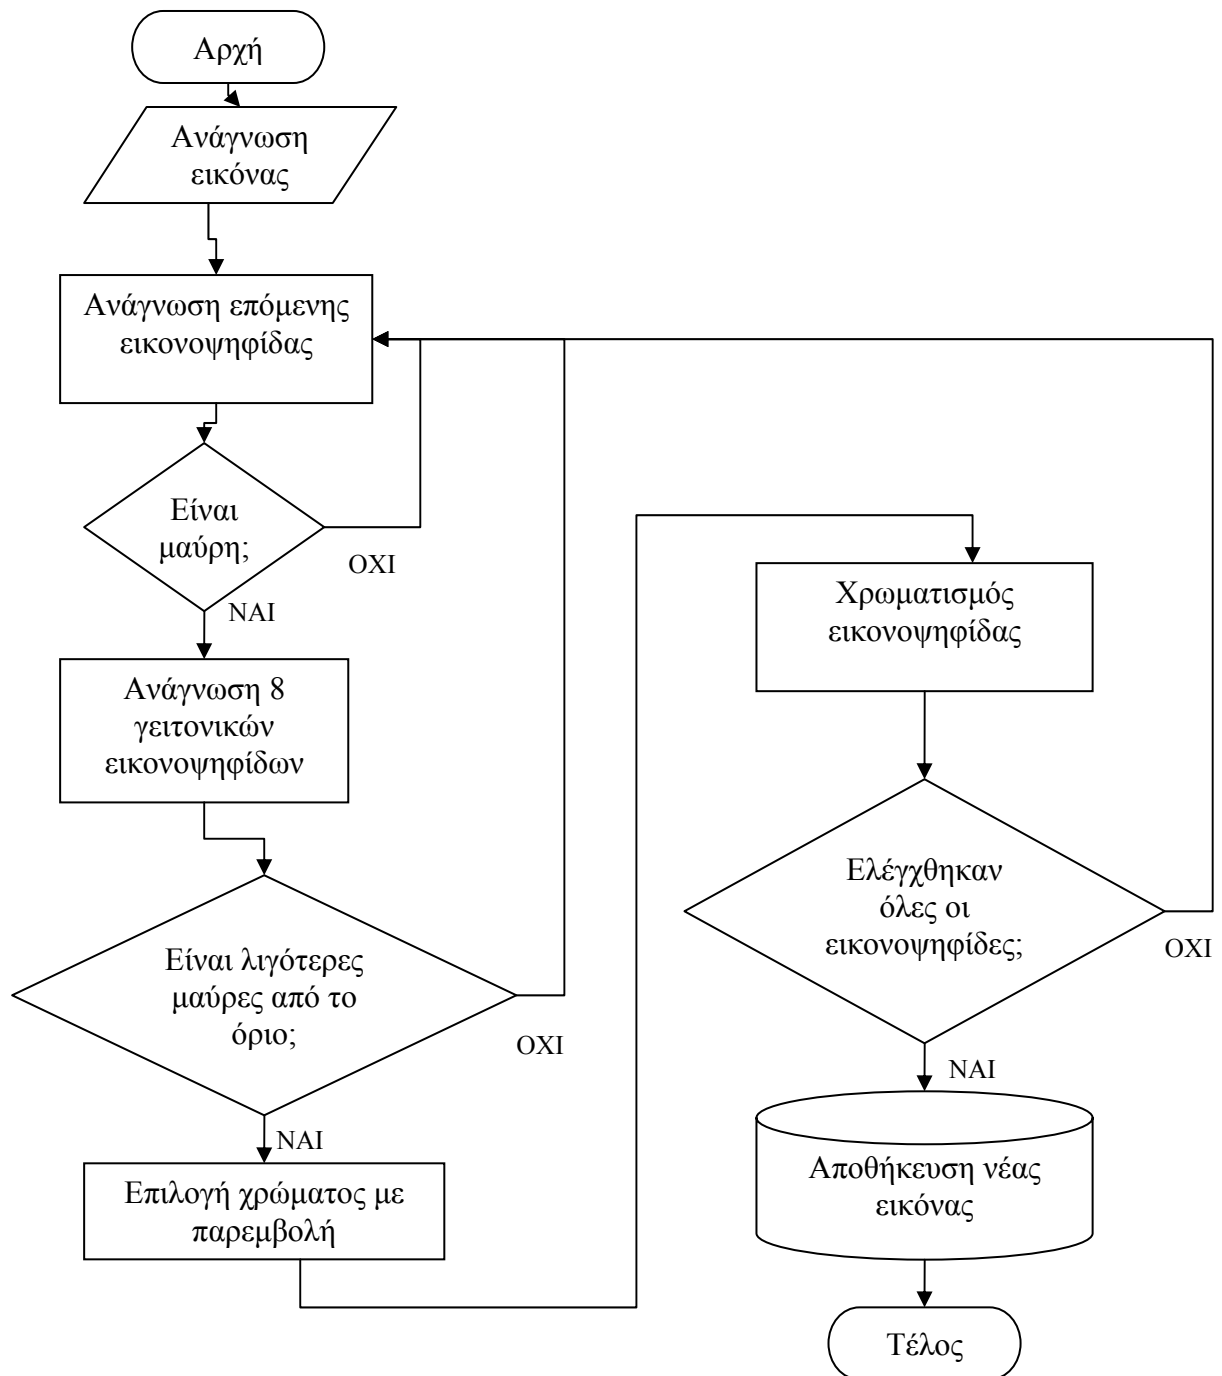 Αρχή
Ανάγνωση
εικόνας
Ανάγνωση επόμενης
εικονοψηφίδας
Είναι
μαύρη;
ΟΧΙ
ΝΑΙ
Ανάγνωση 8
γειτονικών
εικονοψηφίδων
Είναι λιγότερες
μαύρες από το
όριο;
ΟΧΙ
ΝΑΙ
Επιλογή χρώματος με
παρεμβολή
Χρωματισμός
εικονοψηφίδας
Ελέγχθηκαν
όλες οι
εικονοψηφίδες;
ΟΧΙ
ΝΑΙ
Αποθήκευση νέας
εικόνας
Τέλος